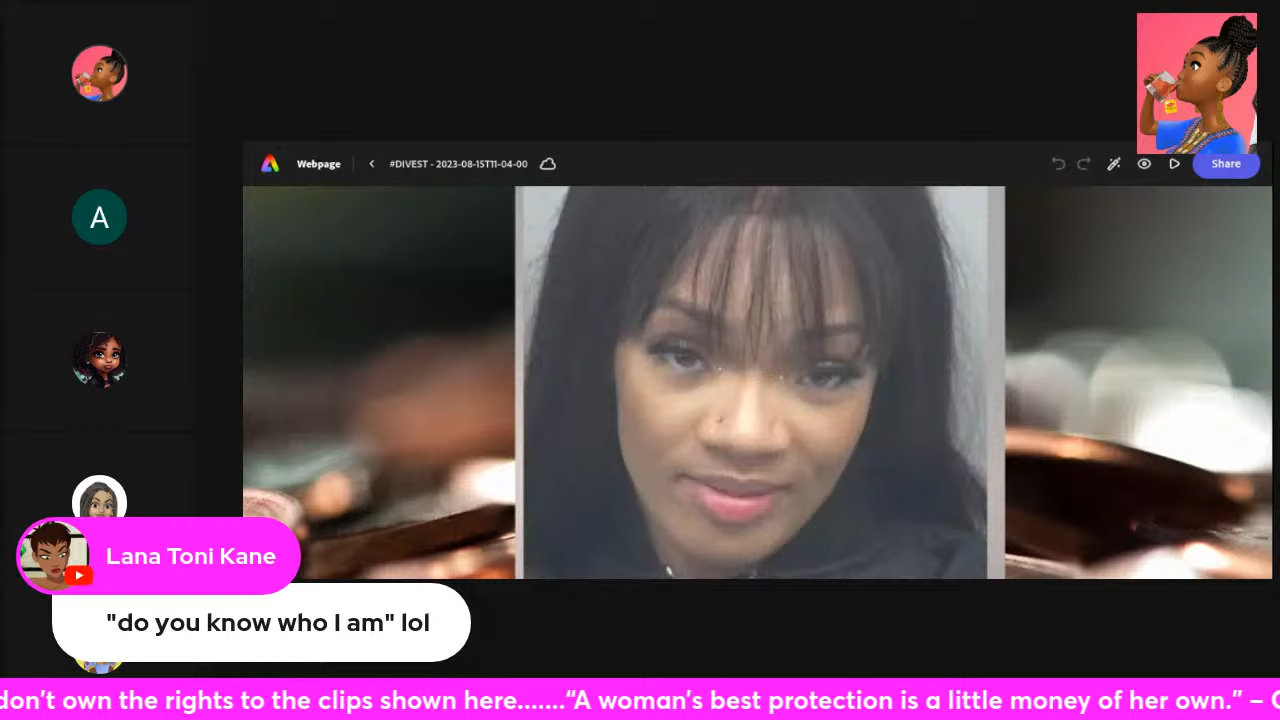 Webpage
#DIVEST - 2023-08-15T11-04-00
Share
A
Lana Toni Kane
"do you know who I am" lol
don't own the rights to the clips shown here.......“A woman's best protection is a little money of her own.” –